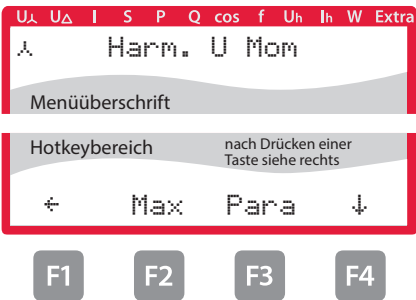 U⅄ U△ I S P Q cos f Uh Ih W Extra
⅄ Harm. U Mom
Menüüberschrift
Hotkeybereich
nach Drücken einer
Taste siehe rechts
← Max Para ↓
F1 F2 F3 F4